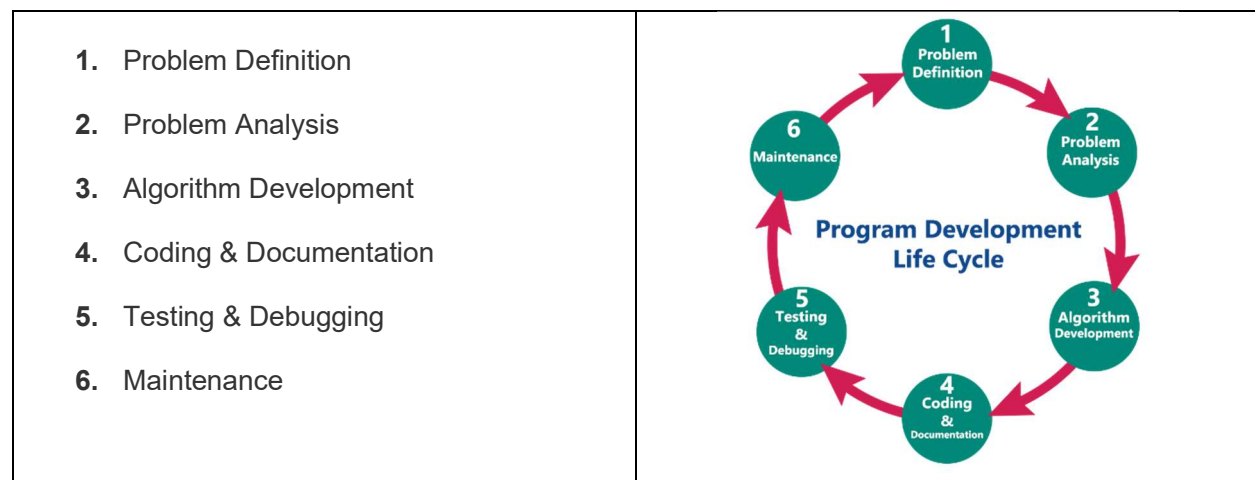 1. Problem Definition
2. Problem Analysis
3. Algorithm Development
4. Coding & Documentation
5. Testing & Debugging
6. Maintenance
1
Problem
Definition
2
Problem
Analysis
3
Algorithm
Development
4
Coding
&
Documentation
5
Testing
&
Debugging
6
Maintenance
Program Development
Life Cycle